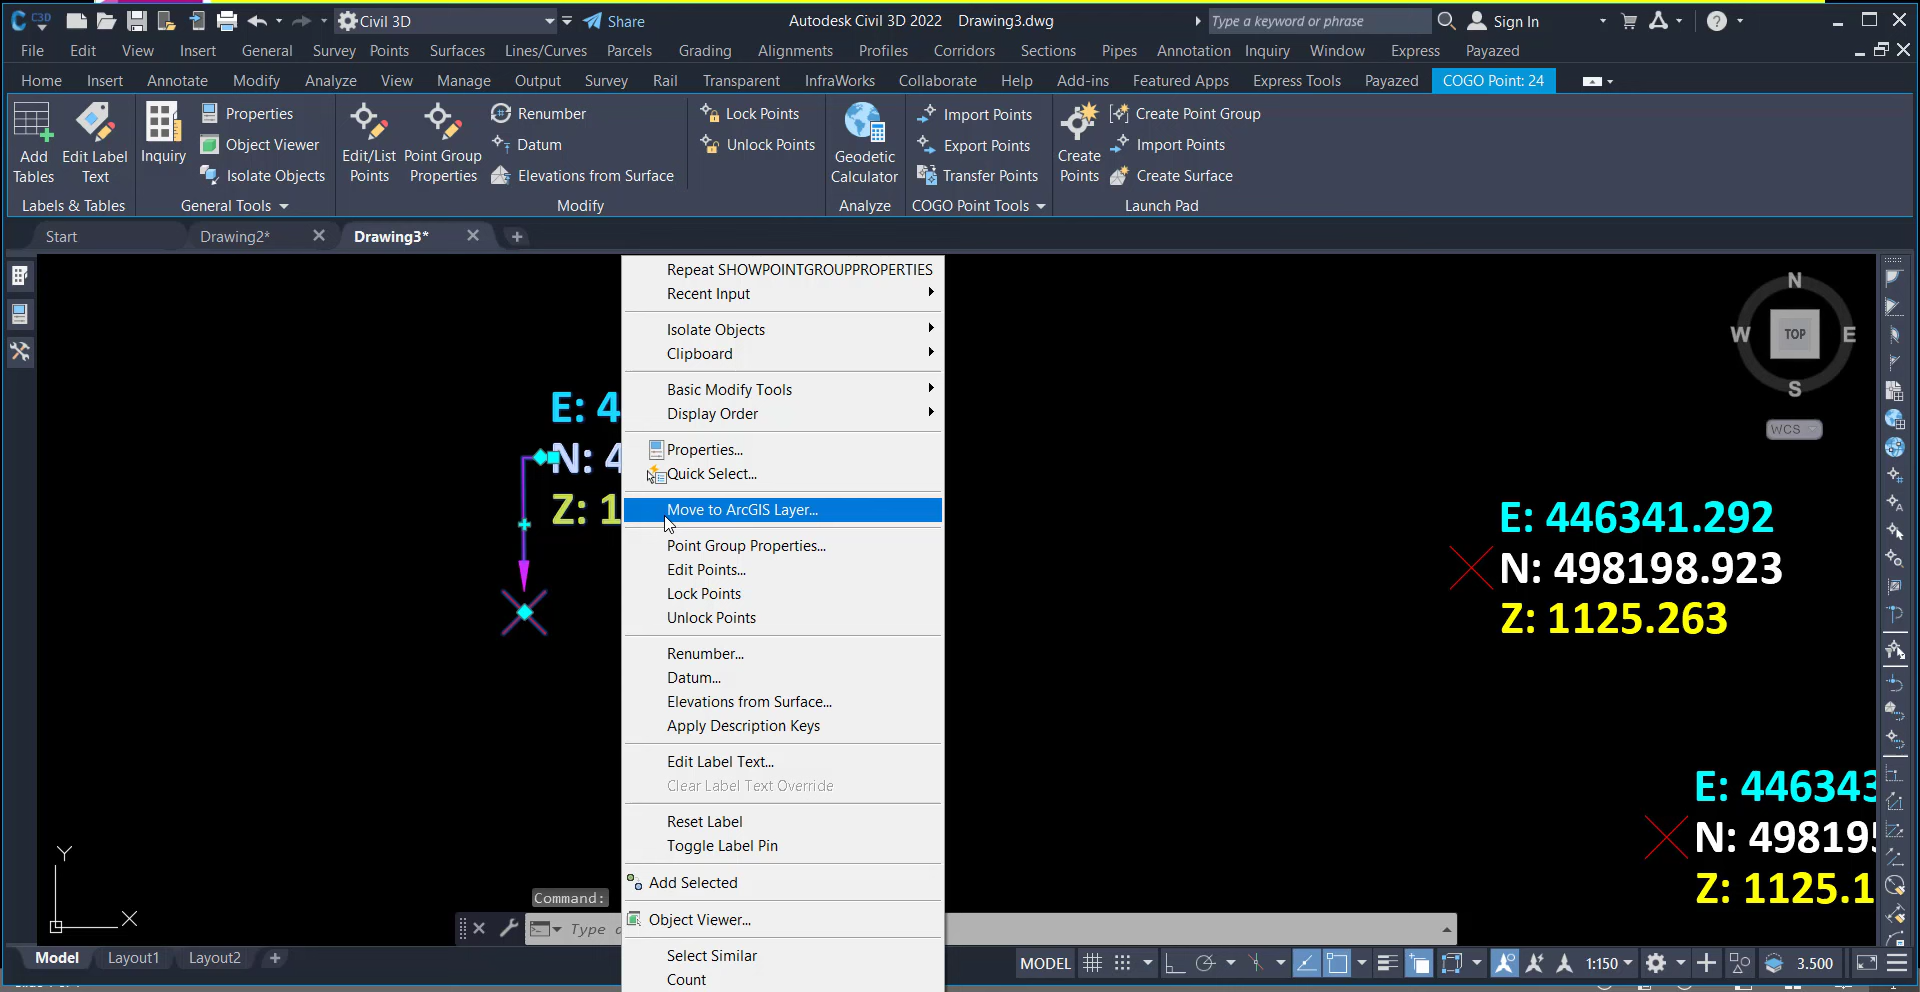 C3D Civil 3D Share Autodesk Civil 3D 2022 Drawing3.dwg Type a keyword or phrase Sign In
File Edit View Insert General Survey Points Surfaces Lines/Curves Parcels Grading Alignments Profiles Corridors Sections Pipes Annotation Inquiry Window Express Payazed
Home Insert Annotate Modify Analyze View Manage Output Survey Rail Transparent InfraWorks Collaborate Help Add-ins Featured Apps Express Tools Payazed COGO Point: 24
Add Tables
Edit Label Text
Labels & Tables
Inquiry
Properties
Object Viewer
Isolate Objects
General Tools
Edit/List Points
Point Group Properties
Renumber
Datum
Elevations from Surface
Lock Points
Unlock Points
Modify
Geodetic Calculator
Analyze
Import Points
Export Points
Transfer Points
COGO Point Tools
Create Points
Create Point Group
Import Points
Create Surface
Launch Pad
Start Drawing2* Drawing3*
E: 4
N: 4
Z: 1
Repeat SHOWPOINTGROUPPROPERTIES
Recent Input
Isolate Objects
Clipboard
Basic Modify Tools
Display Order
Properties...
Quick Select...
Move to ArcGIS Layer...
Point Group Properties...
Edit Points...
Lock Points
Unlock Points
Renumber...
Datum...
Elevations from Surface...
Apply Description Keys
Edit Label Text...
Clear Label Text Override
Reset Label
Toggle Label Pin
Add Selected
Object Viewer...
Select Similar
Count
N
W TOP E
S
WCS
E: 446341.292
N: 498198.923
Z: 1125.263
E: 446343
N: 498195
Z: 1125.1
Y
X
Command:
Type a
Model Layout1 Layout2
MODEL 1:150 3.500